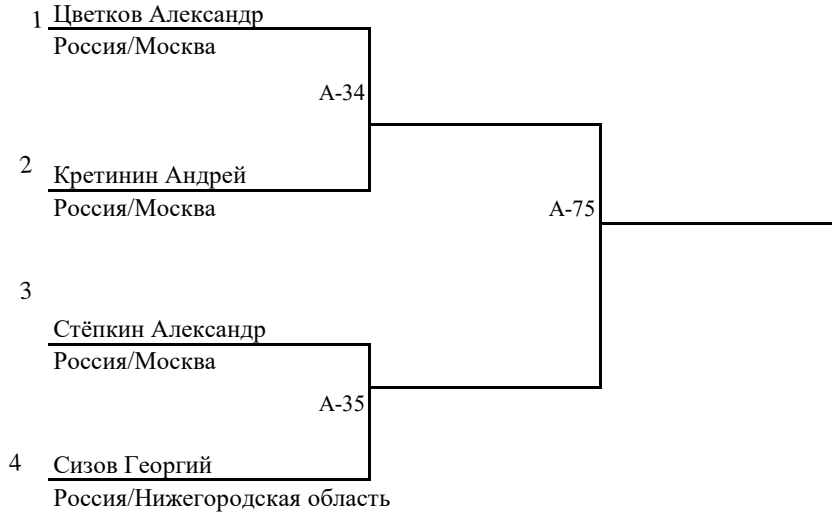 1 Цветков Александр
Россия/Москва
А-34
2 Кретинин Андрей
Россия/Москва
А-75
3
Стёпкин Александр
Россия/Москва
А-35
4 Сизов Георгий
Россия/Нижегородская область